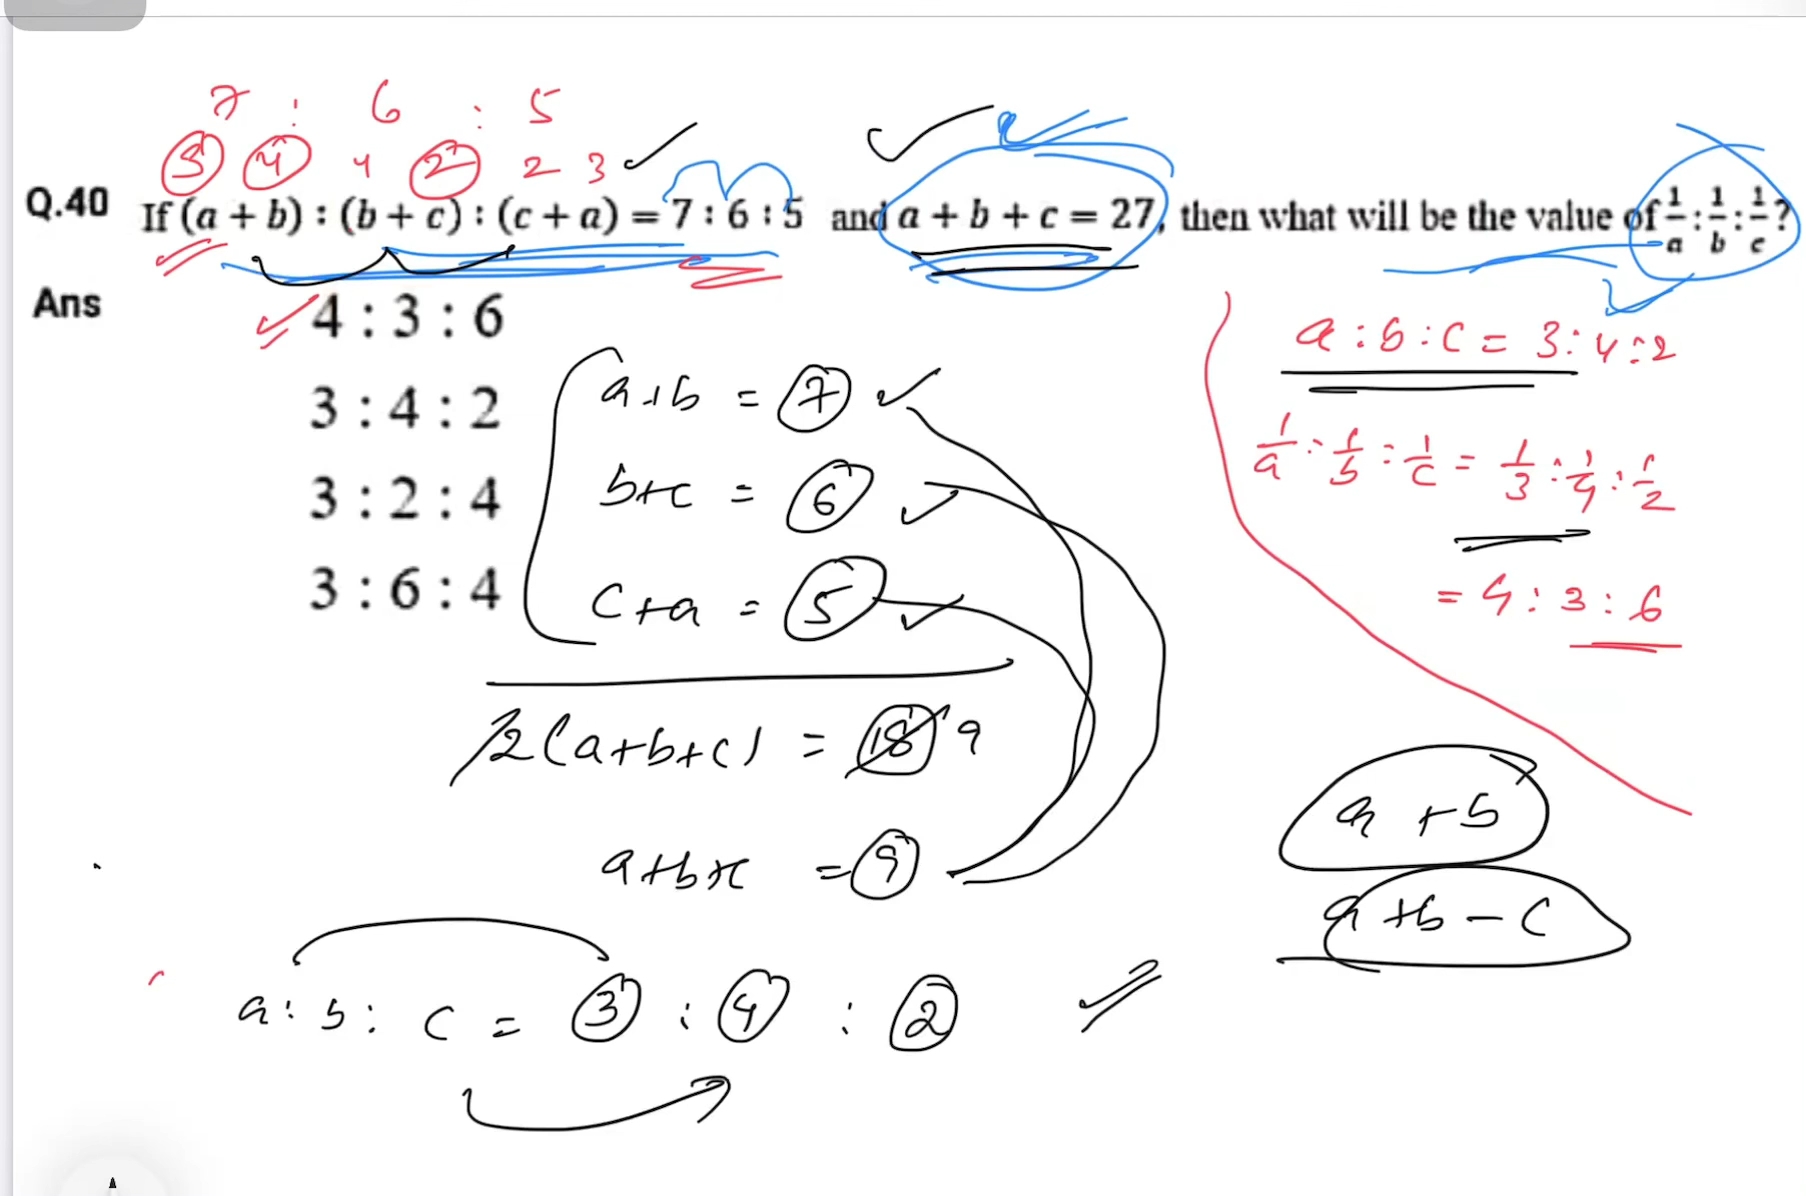 7 : 6 : 5
3 4 4 2 2 3
Q.40 If (a + b) : (b + c) : (c + a) = 7 : 6 : 5 and a + b + c = 27, then what will be the value of 1/a : 1/b : 1/c ?
Ans 4 : 3 : 6
3 : 4 : 2
3 : 2 : 4
3 : 6 : 4
a+b = 7
b+c = 6
c+a = 5
2(a+b+c) = 18 9
a+b+c = 9
a : b : c = 3 : 4 : 2
a : b : c = 3 : 4 : 2
1/a : 1/b : 1/c = 1/3 : 1/4 : 1/2
= 4 : 3 : 6
a + b
a + b - c